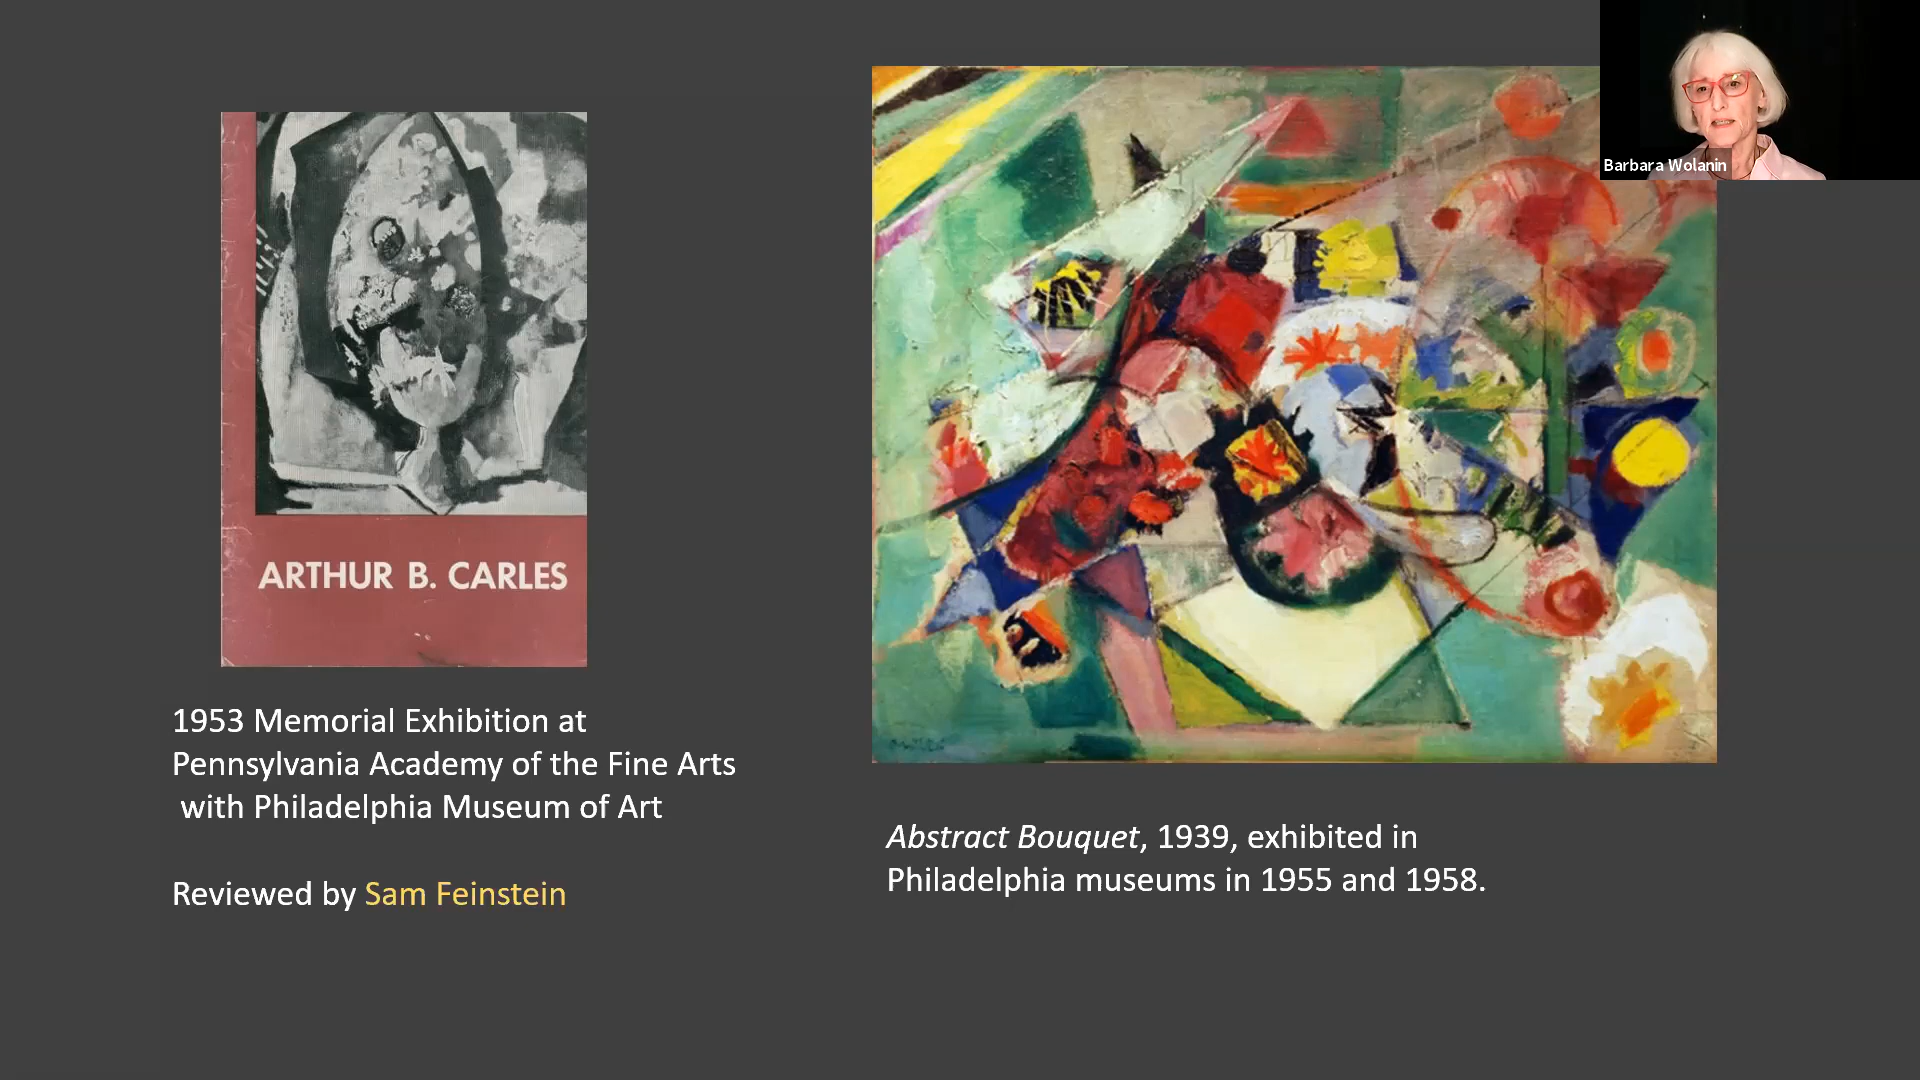 ARTHUR B. CARLES
1953 Memorial Exhibition at
Pennsylvania Academy of the Fine Arts
with Philadelphia Museum of Art
Reviewed by Sam Feinstein
Abstract Bouquet, 1939, exhibited in
Philadelphia museums in 1955 and 1958.
Barbara Wolanin